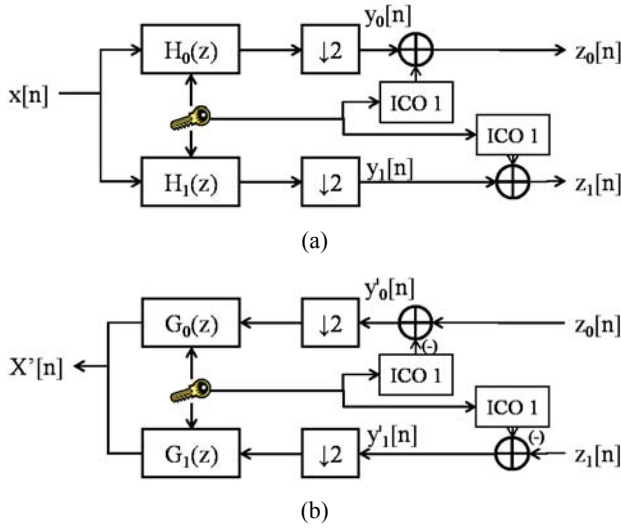 y₀[n]
H₀(z)
↓2
z₀[n]
x[n]
ICO 1
ICO 1
H₁(z)
↓2
y₁[n]
z₁[n]
(a)
y'₀[n]
G₀(z)
↓2
z₀[n]
(-)
X'[n]
ICO 1
ICO 1
(-)
G₁(z)
↓2
y'₁[n]
z₁[n]
(b)